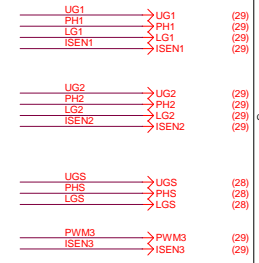 UG1 UG1 (29)
PH1 PH1 (29)
LG1 LG1 (29)
ISEN1 ISEN1 (29)
UG2 UG2 (29)
PH2 PH2 (29)
LG2 LG2 (29)
ISEN2 ISEN2 (29)
UGS UGS (28)
PHS PHS (28)
LGS LGS (28)
PWM3 PWM3 (29)
ISEN3 ISEN3 (29)